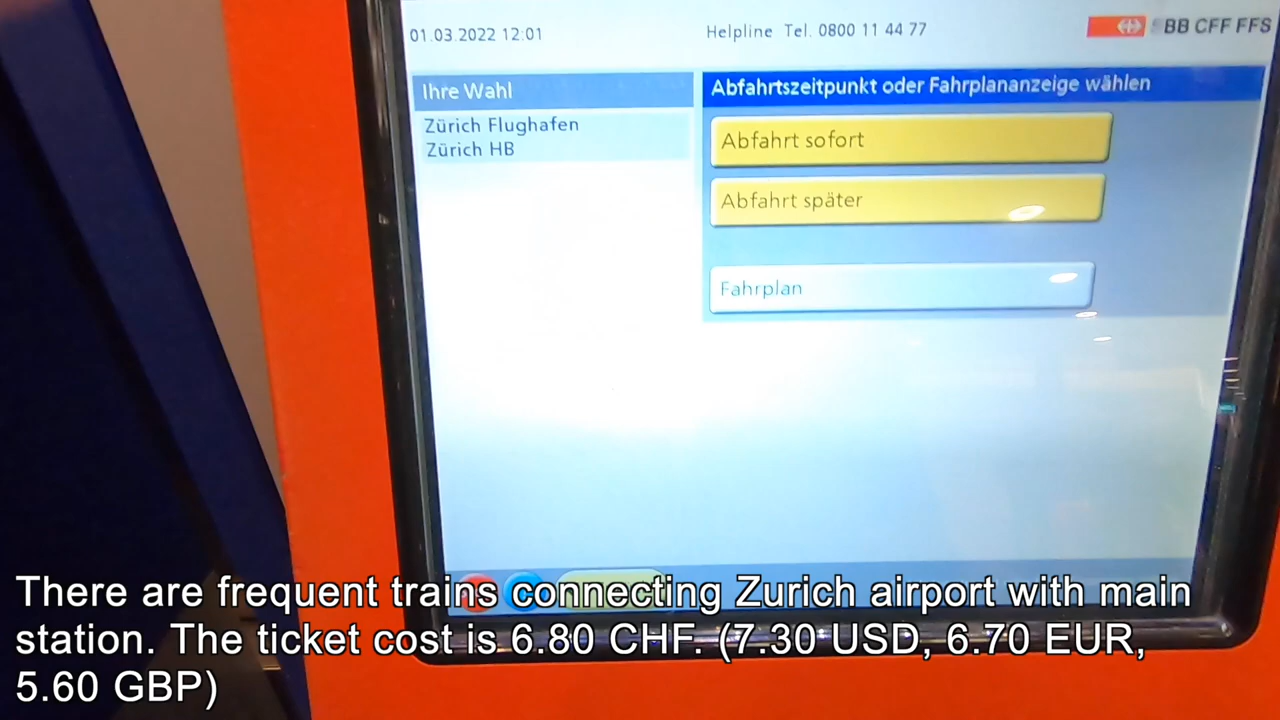 01.03.2022 12:01
Helpline Tel. 0800 11 44 77
SBB CFF FFS
Ihre Wahl
Zürich Flughafen
Zürich HB
Abfahrtszeitpunkt oder Fahrplananzeige wählen
Abfahrt sofort
Abfahrt später
Fahrplan
There are frequent trains connecting Zurich airport with main
station. The ticket cost is 6.80 CHF. (7.30 USD, 6.70 EUR,
5.60 GBP)